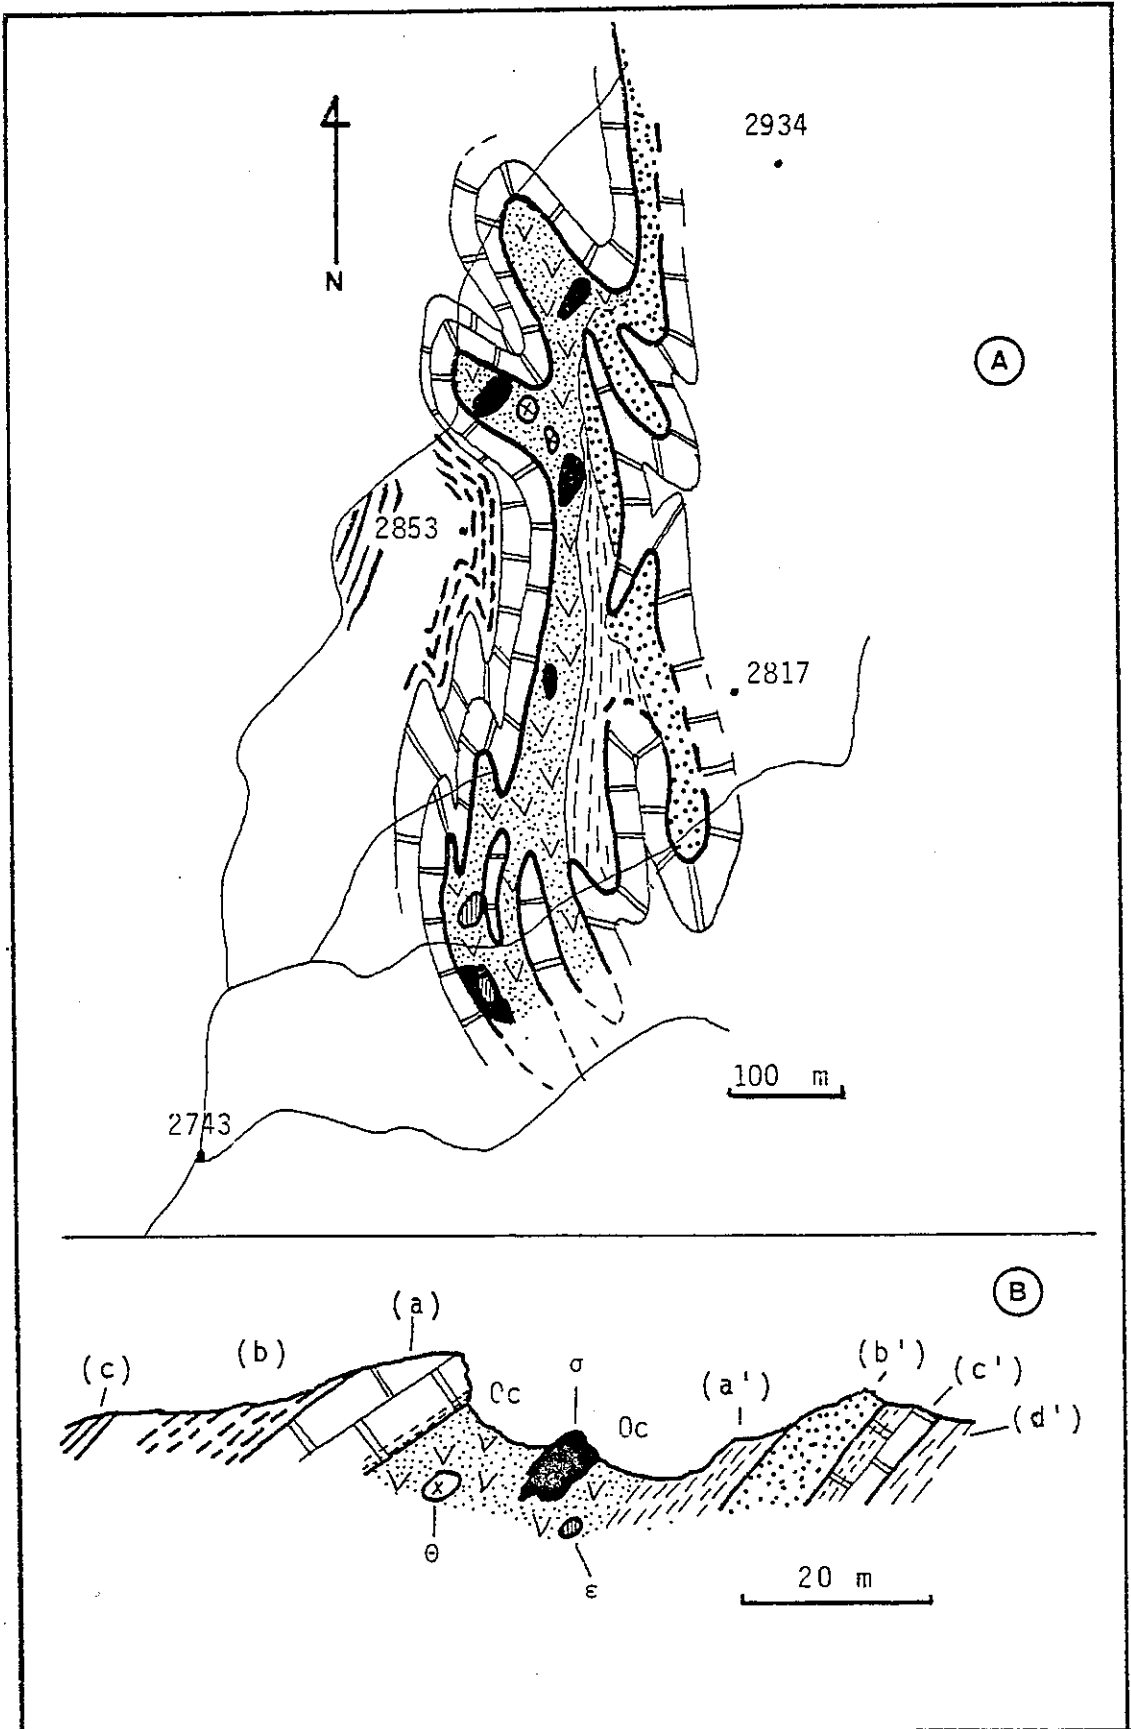 2934
N
A
2853
2817
100 m
2743
B
(a)
(c)
(b)
σ
(b')
(c')
(a')
(d')
Oc
Oc
θ
ε
20 m